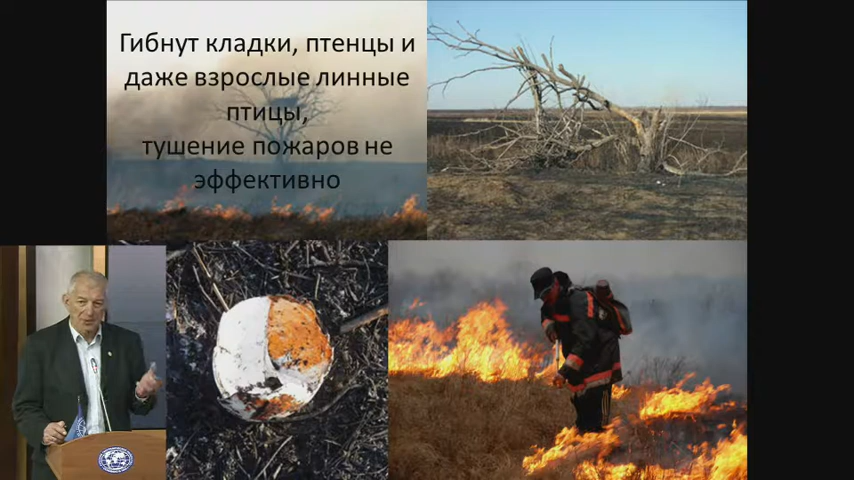 Гибнут кладки, птенцы и
даже взрослые линные
птицы,
тушение пожаров не
эффективно